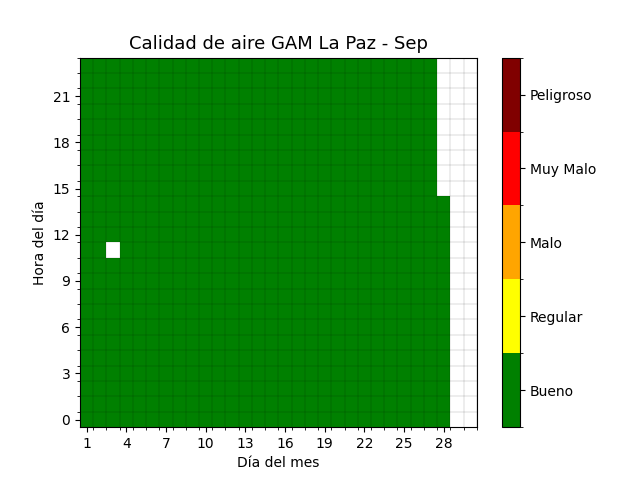 Calidad de aire GAM La Paz - Sep
Hora del día
21
18
15
12
9
6
3
0
1 4 7 10 13 16 19 22 25 28
Día del mes
Peligroso
Muy Malo
Malo
Regular
Bueno